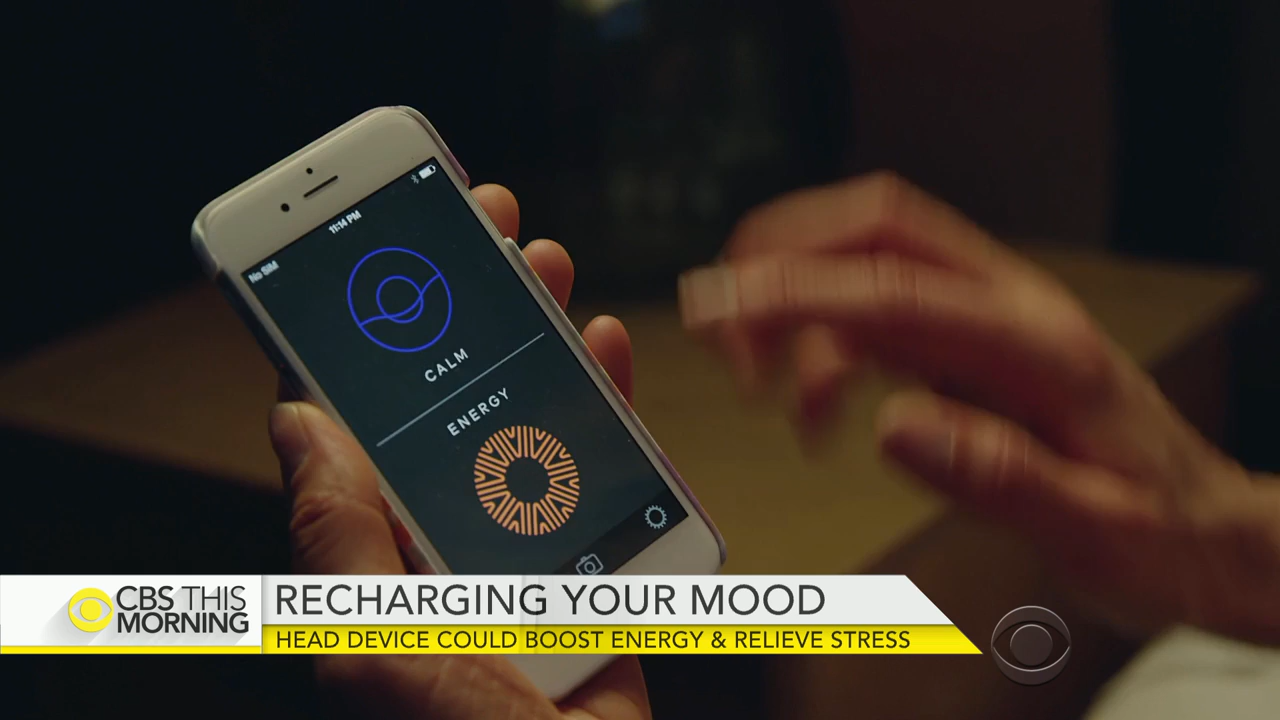 11:14 PM
No SIM
CALM
ENERGY
CBS THIS
MORNING
RECHARGING YOUR MOOD
HEAD DEVICE COULD BOOST ENERGY & RELIEVE STRESS